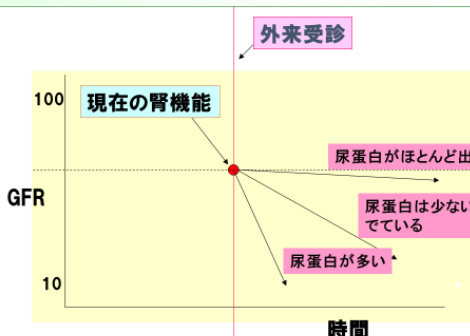 外来受診
100
現在の腎機能
尿蛋白がほとんど出
GFR
尿蛋白は少ない
でている
尿蛋白が多い
10
時間